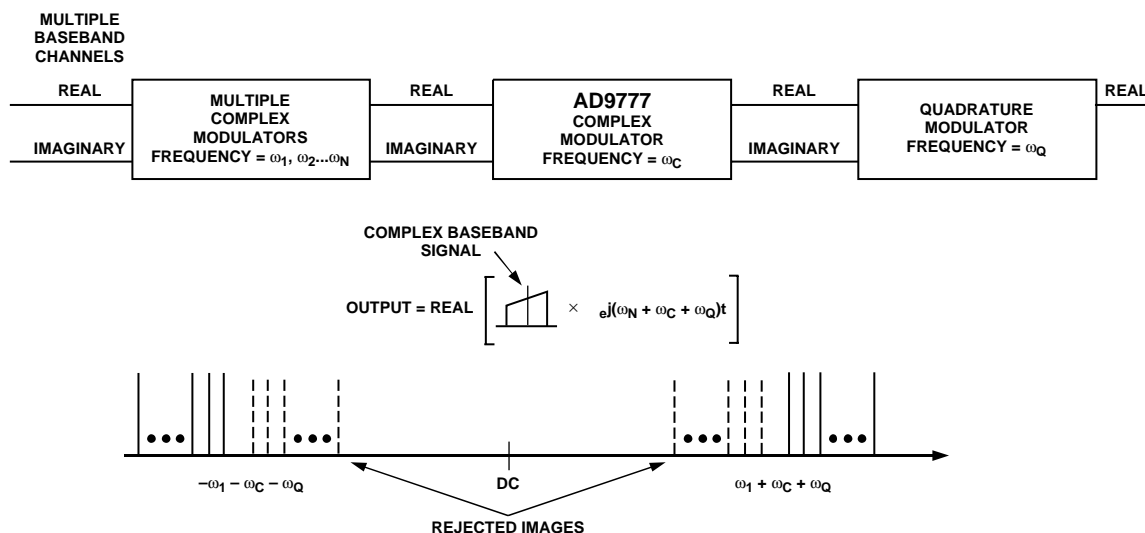 MULTIPLE
BASEBAND
CHANNELS
REAL
IMAGINARY
MULTIPLE
COMPLEX
MODULATORS
FREQUENCY = ω1, ω2...ωN
REAL
IMAGINARY
AD9777
COMPLEX
MODULATOR
FREQUENCY = ωC
REAL
IMAGINARY
QUADRATURE
MODULATOR
FREQUENCY = ωQ
REAL
COMPLEX BASEBAND
SIGNAL
OUTPUT = REAL [ × ej(ωN + ωC + ωQ)t ]
–ω1 – ωC – ωQ
DC
ω1 + ωC + ωQ
REJECTED IMAGES